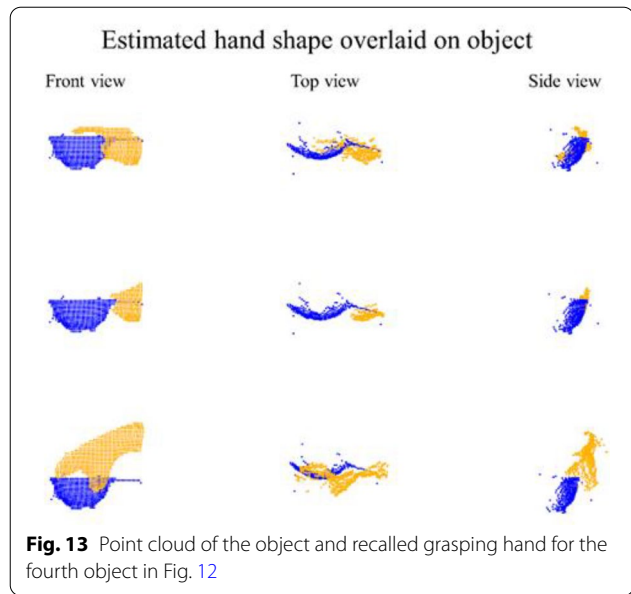 Estimated hand shape overlaid on object
Front view Top view Side view
Fig. 13 Point cloud of the object and recalled grasping hand for the
fourth object in Fig. 12